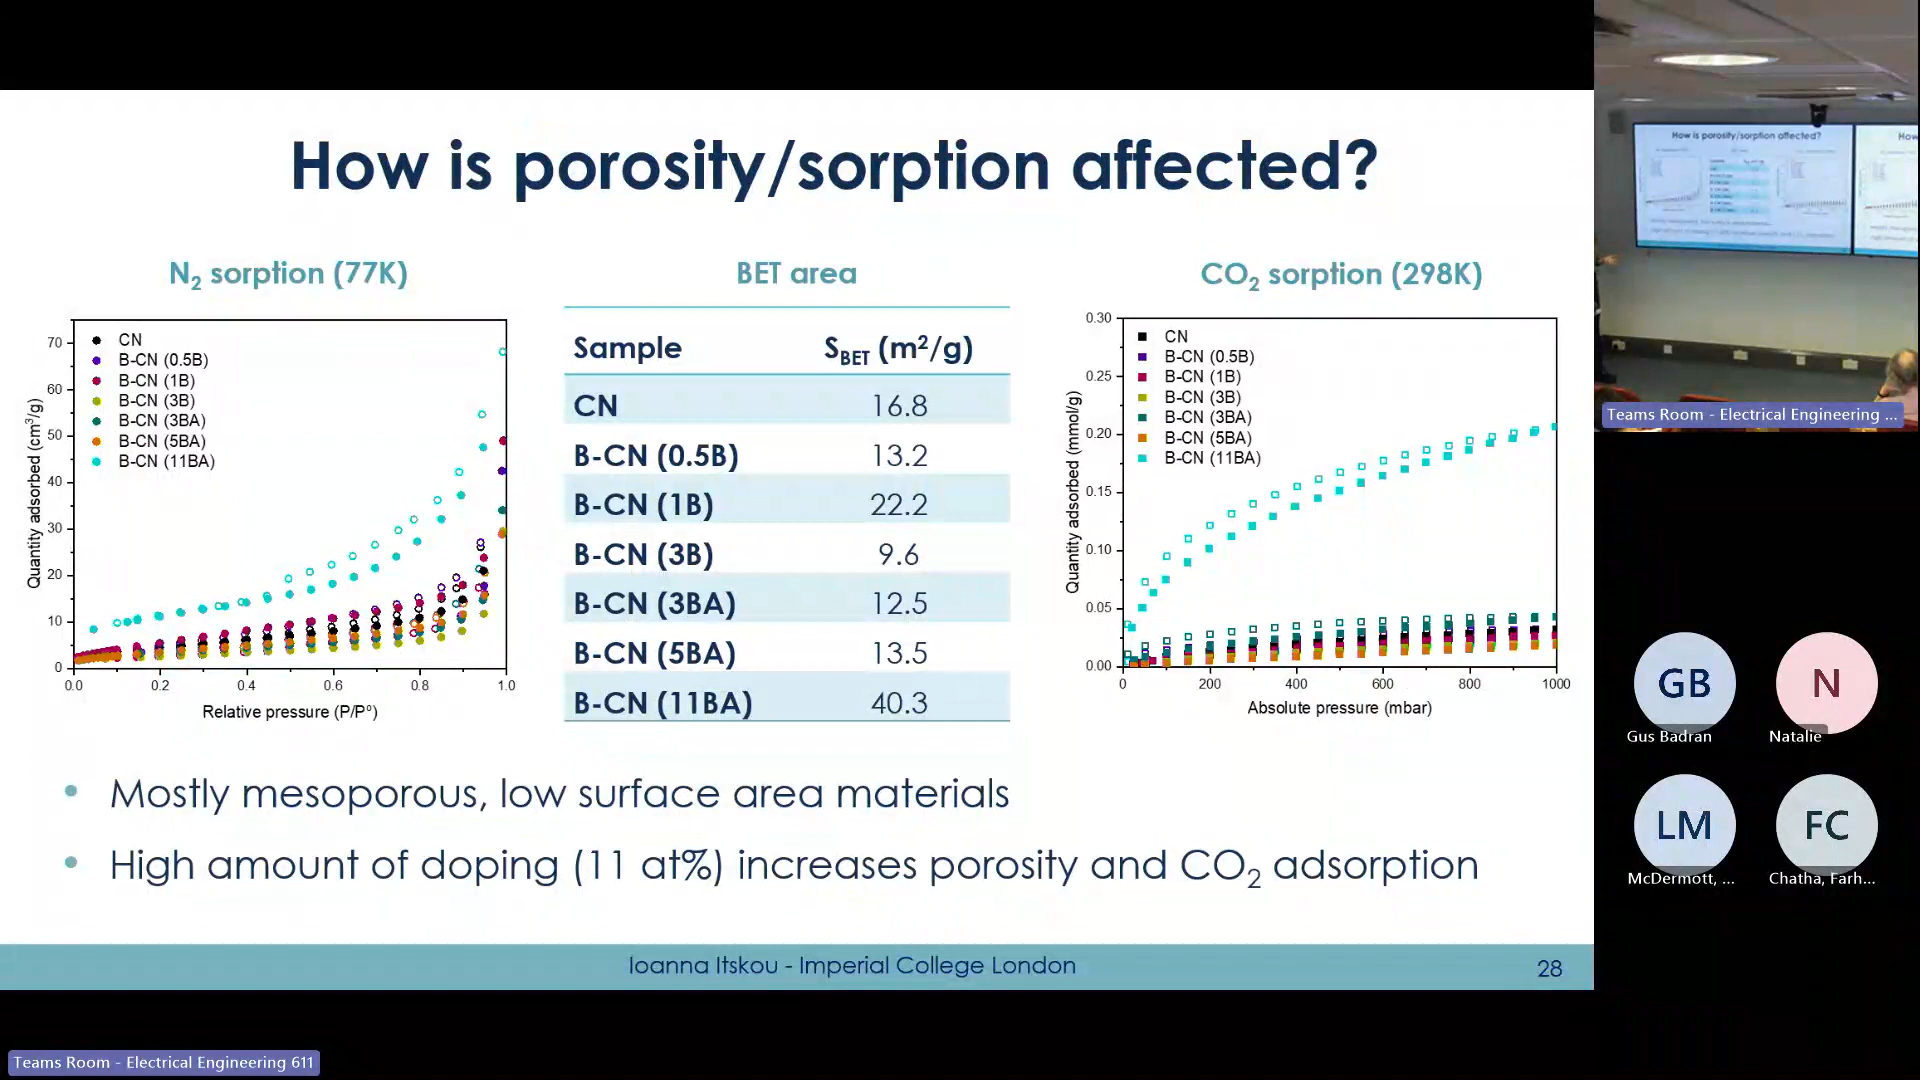 How is porosity/sorption affected?
N2 sorption (77K)
Quantity adsorbed (cm³/g)
70
60
50
40
30
20
10
0
CN
B-CN (0.5B)
B-CN (1B)
B-CN (3B)
B-CN (3BA)
B-CN (5BA)
B-CN (11BA)
0.0 0.2 0.4 0.6 0.8 1.0
Relative pressure (P/P⁰)
BET area
Sample SBET (m²/g)
CN 16.8
B-CN (0.5B) 13.2
B-CN (1B) 22.2
B-CN (3B) 9.6
B-CN (3BA) 12.5
B-CN (5BA) 13.5
B-CN (11BA) 40.3
CO2 sorption (298K)
Quantity adsorbed (mmol/g)
0.30
0.25
0.20
0.15
0.10
0.05
0.00
CN
B-CN (0.5B)
B-CN (1B)
B-CN (3B)
B-CN (3BA)
B-CN (5BA)
B-CN (11BA)
0 200 400 600 800 1000
Absolute pressure (mbar)
• Mostly mesoporous, low surface area materials
• High amount of doping (11 at%) increases porosity and CO2 adsorption
Ioanna Itskou - Imperial College London
28
Teams Room - Electrical Engineering 611
How is porosity/sorption affected?
How
Teams Room - Electrical Engineering ...
GB
Gus Badran
N
Natalie
LM
McDermott, ...
FC
Chatha, Farh...